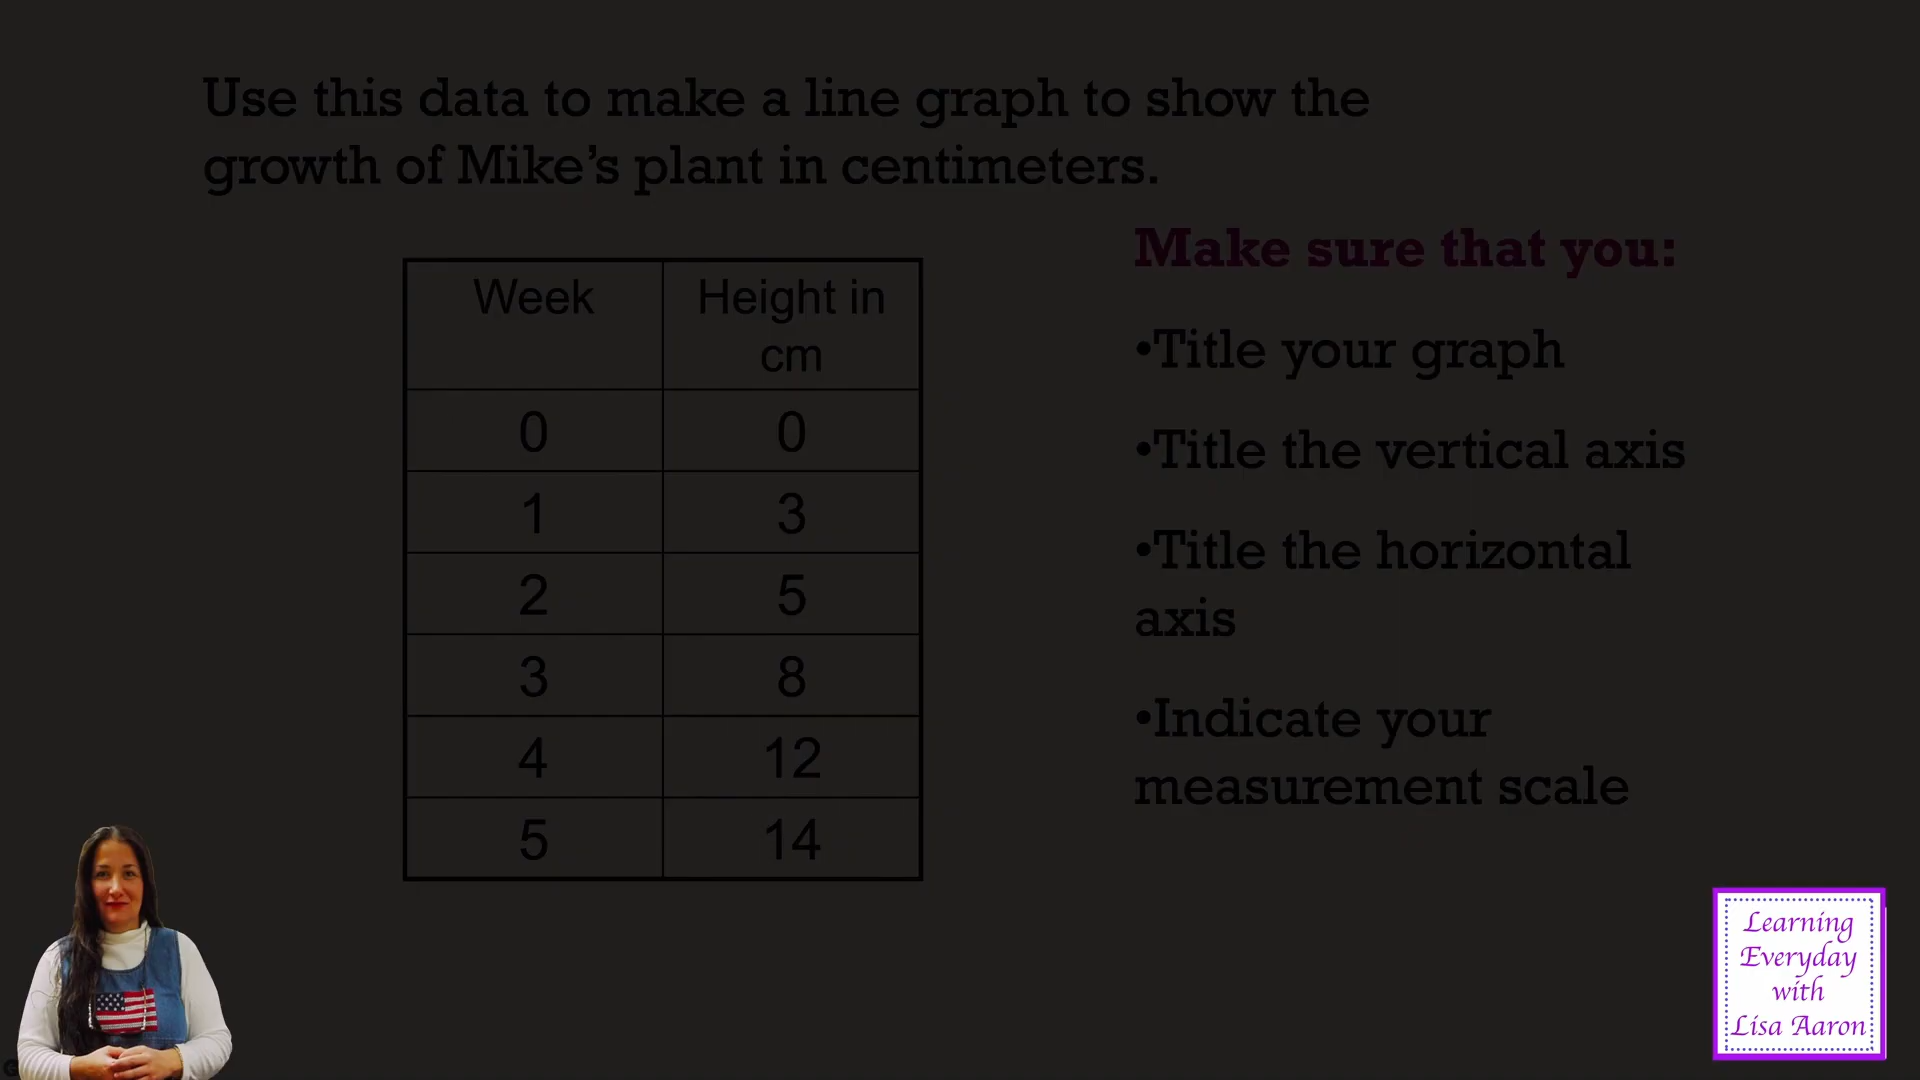 Use this data to make a line graph to show the
growth of Mike’s plant in centimeters.
Week
Height in
cm
0
0
1
3
2
5
3
8
4
12
5
14
Make sure that you:
•Title your graph
•Title the vertical axis
•Title the horizontal
axis
•Indicate your
measurement scale
Learning
Everyday
with
Lisa Aaron